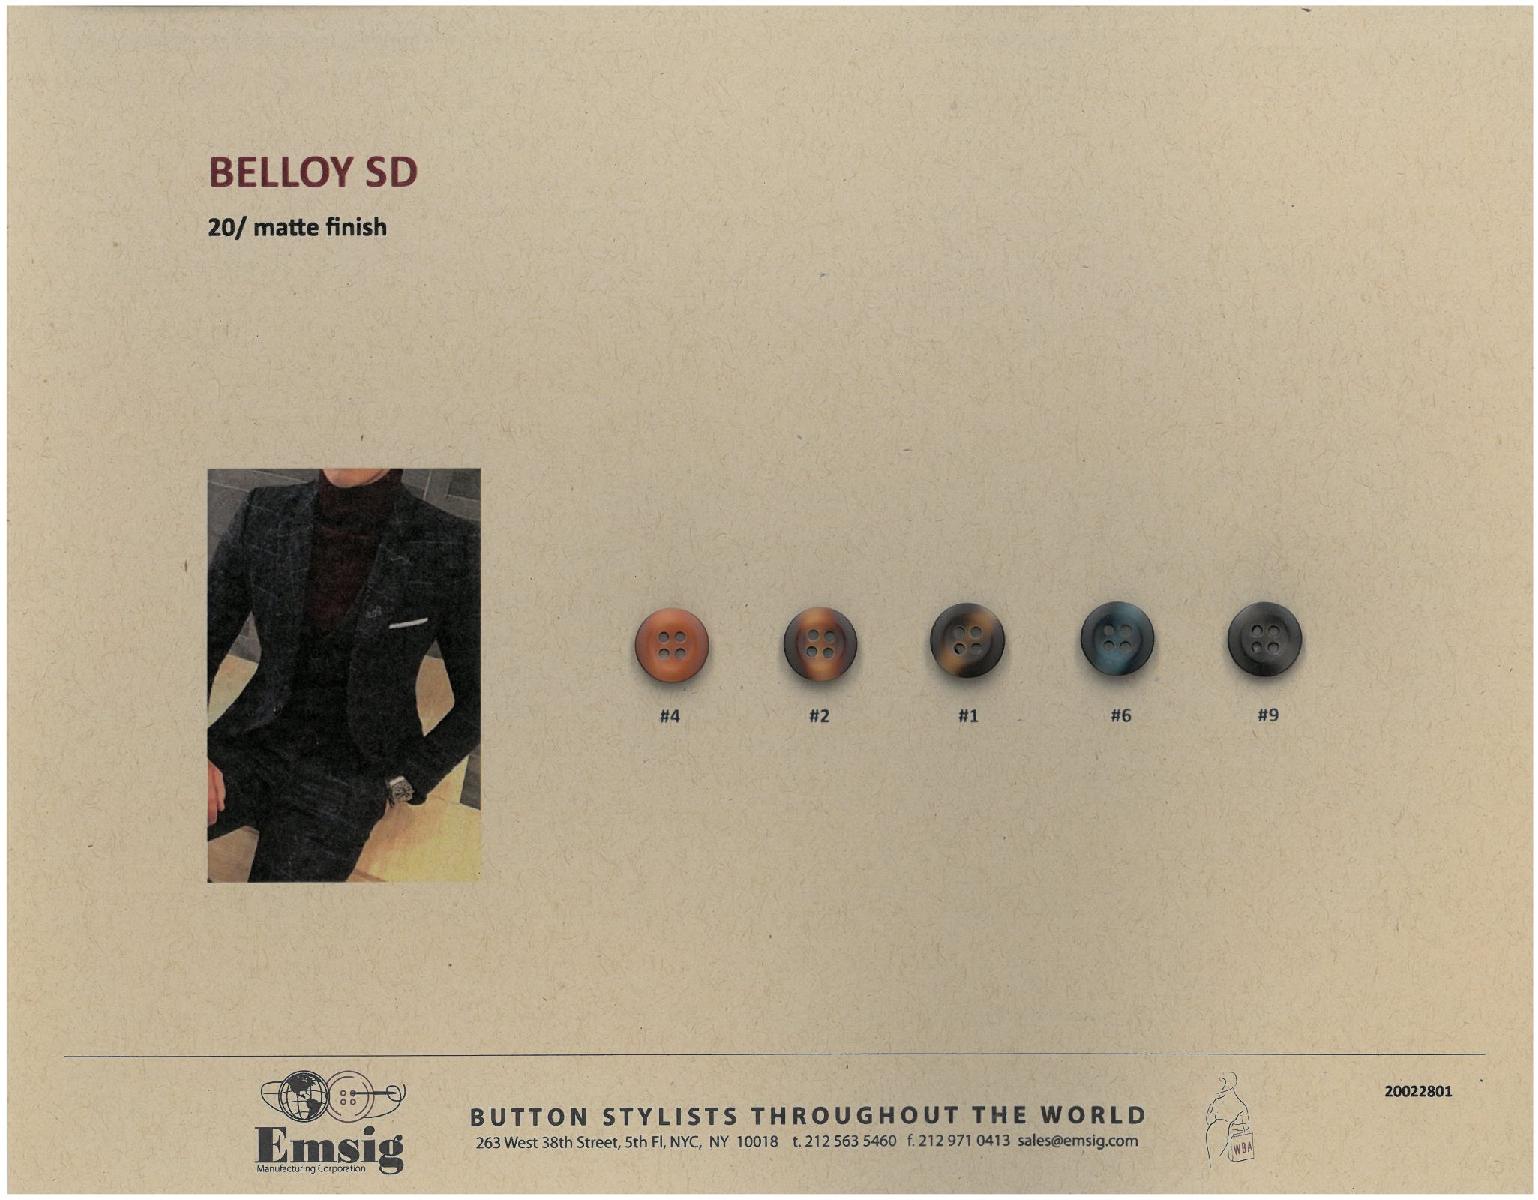 BELLOY SD
20/ matte finish
#4
#2
#1
#6
#9
Emsig
Manufacturing Corporation
BUTTON STYLISTS THROUGHOUT THE WORLD
263 West 38th Street, 5th Fl, NYC, NY 10018 t. 212 563 5460 f. 212 971 0413 sales@emsig.com
WBA
20022801